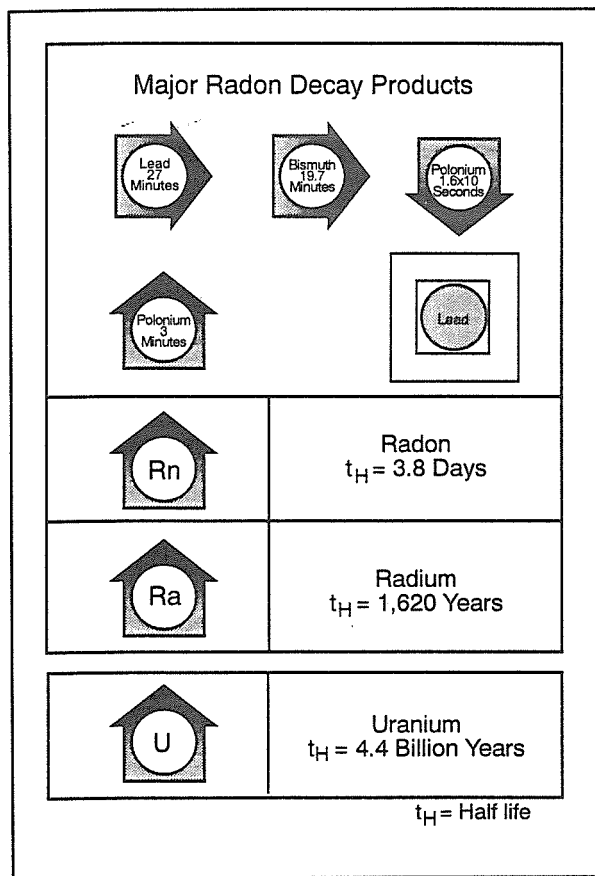 Major Radon Decay Products
Lead
27
Minutes
Bismuth
19.7
Minutes
Polonium
1.6x10
Seconds
Polonium
3
Minutes
Lead
Rn
Radon
tH = 3.8 Days
Ra
Radium
tH = 1,620 Years
U
Uranium
tH = 4.4 Billion Years
tH = Half life